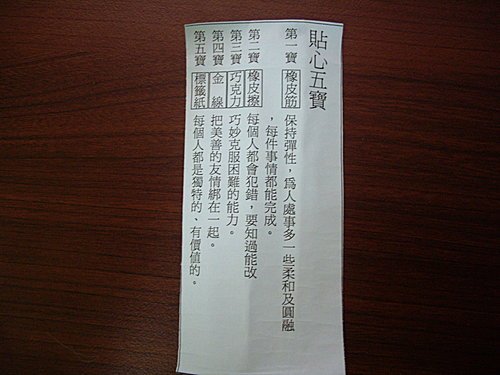 貼心五寶
第一寶 橡皮筋 保持彈性，為人處事多一些柔和及圓融
，每件事情都能完成。
第二寶 橡皮擦 每個人都會犯錯，要知過能改
第三寶 巧克力 巧妙克服困難的能力。
第四寶 金線 把美善的友情綁在一起。
第五寶 標籤紙 每個人都是獨特的、有價值的。